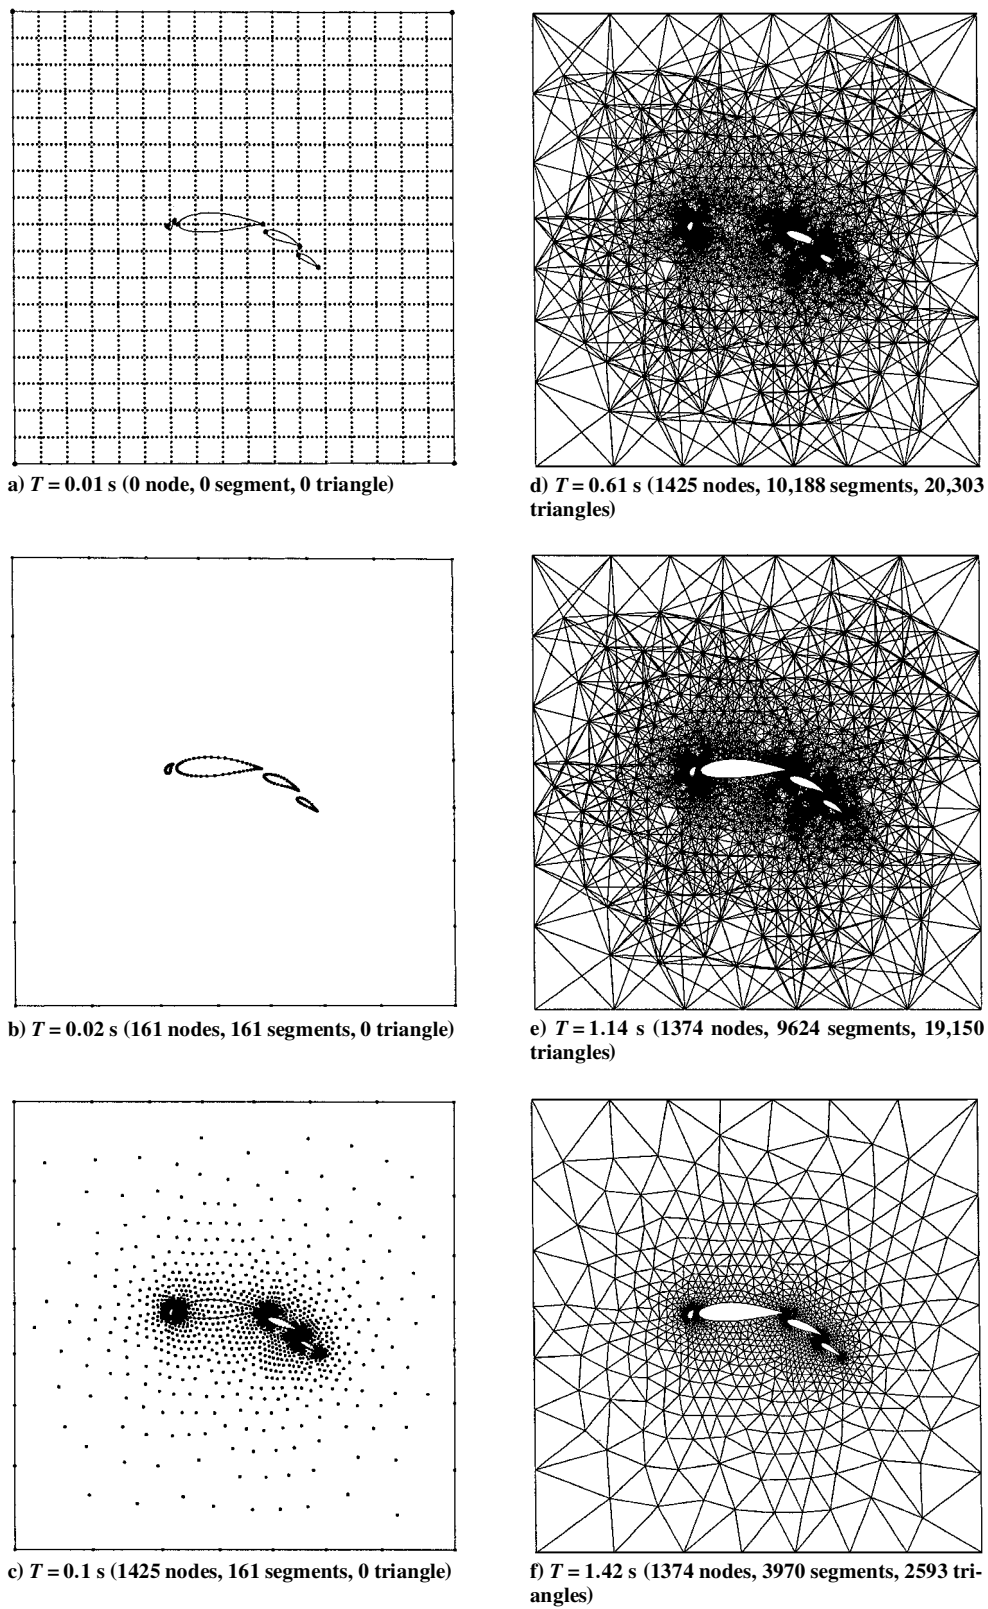 a) T = 0.01 s (0 node, 0 segment, 0 triangle)
b) T = 0.02 s (161 nodes, 161 segments, 0 triangle)
c) T = 0.1 s (1425 nodes, 161 segments, 0 triangle)
d) T = 0.61 s (1425 nodes, 10,188 segments, 20,303
triangles)
e) T = 1.14 s (1374 nodes, 9624 segments, 19,150
triangles)
f) T = 1.42 s (1374 nodes, 3970 segments, 2593 tri-
angles)